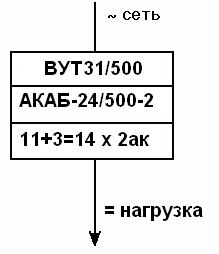 ~ сеть
ВУТ31/500
АКАБ-24/500-2
11+3=14 х 2ак
= нагрузка